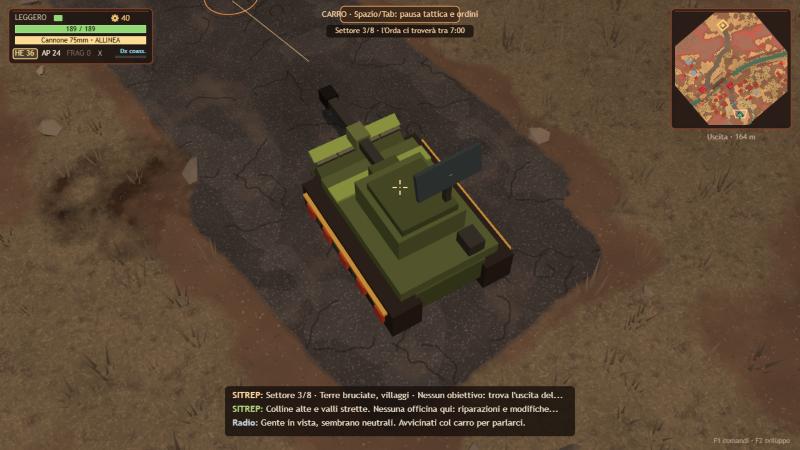 LEGGERO 40
CARRO · Spazio/Tab: pausa tattica e ordini
189 / 189
Settore 3/8 · l'Orda ci troverà tra 7:00
Cannone 75mm · ALLINEA
HE 36 AP 24 FRAG 0 X Dx coass.
Uscita · 164 m
SITREP: Settore 3/8 · Terre bruciate, villaggi · Nessun obiettivo: trova l'uscita del...
SITREP: Colline alte e valli strette. Nessuna officina qui: riparazioni e modifiche...
Radio: Gente in vista, sembrano neutrali. Avvicinati col carro per parlarci.
F1 comandi · F2 sviluppo